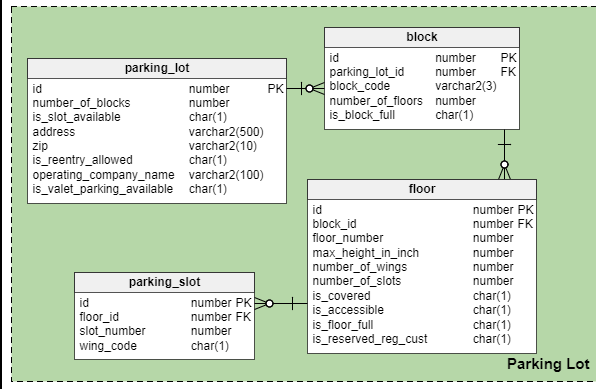 block
id number PK
parking_lot_id number FK
block_code varchar2(3)
number_of_floors number
is_block_full char(1)
parking_lot
id number PK
number_of_blocks number
is_slot_available char(1)
address varchar2(500)
zip varchar2(10)
is_reentry_allowed char(1)
operating_company_name varchar2(100)
is_valet_parking_available char(1)
floor
id number PK
block_id number FK
floor_number number
max_height_in_inch number
number_of_wings number
number_of_slots number
is_covered char(1)
is_accessible char(1)
is_floor_full char(1)
is_reserved_reg_cust char(1)
parking_slot
id number PK
floor_id number FK
slot_number number
wing_code char(1)
Parking Lot